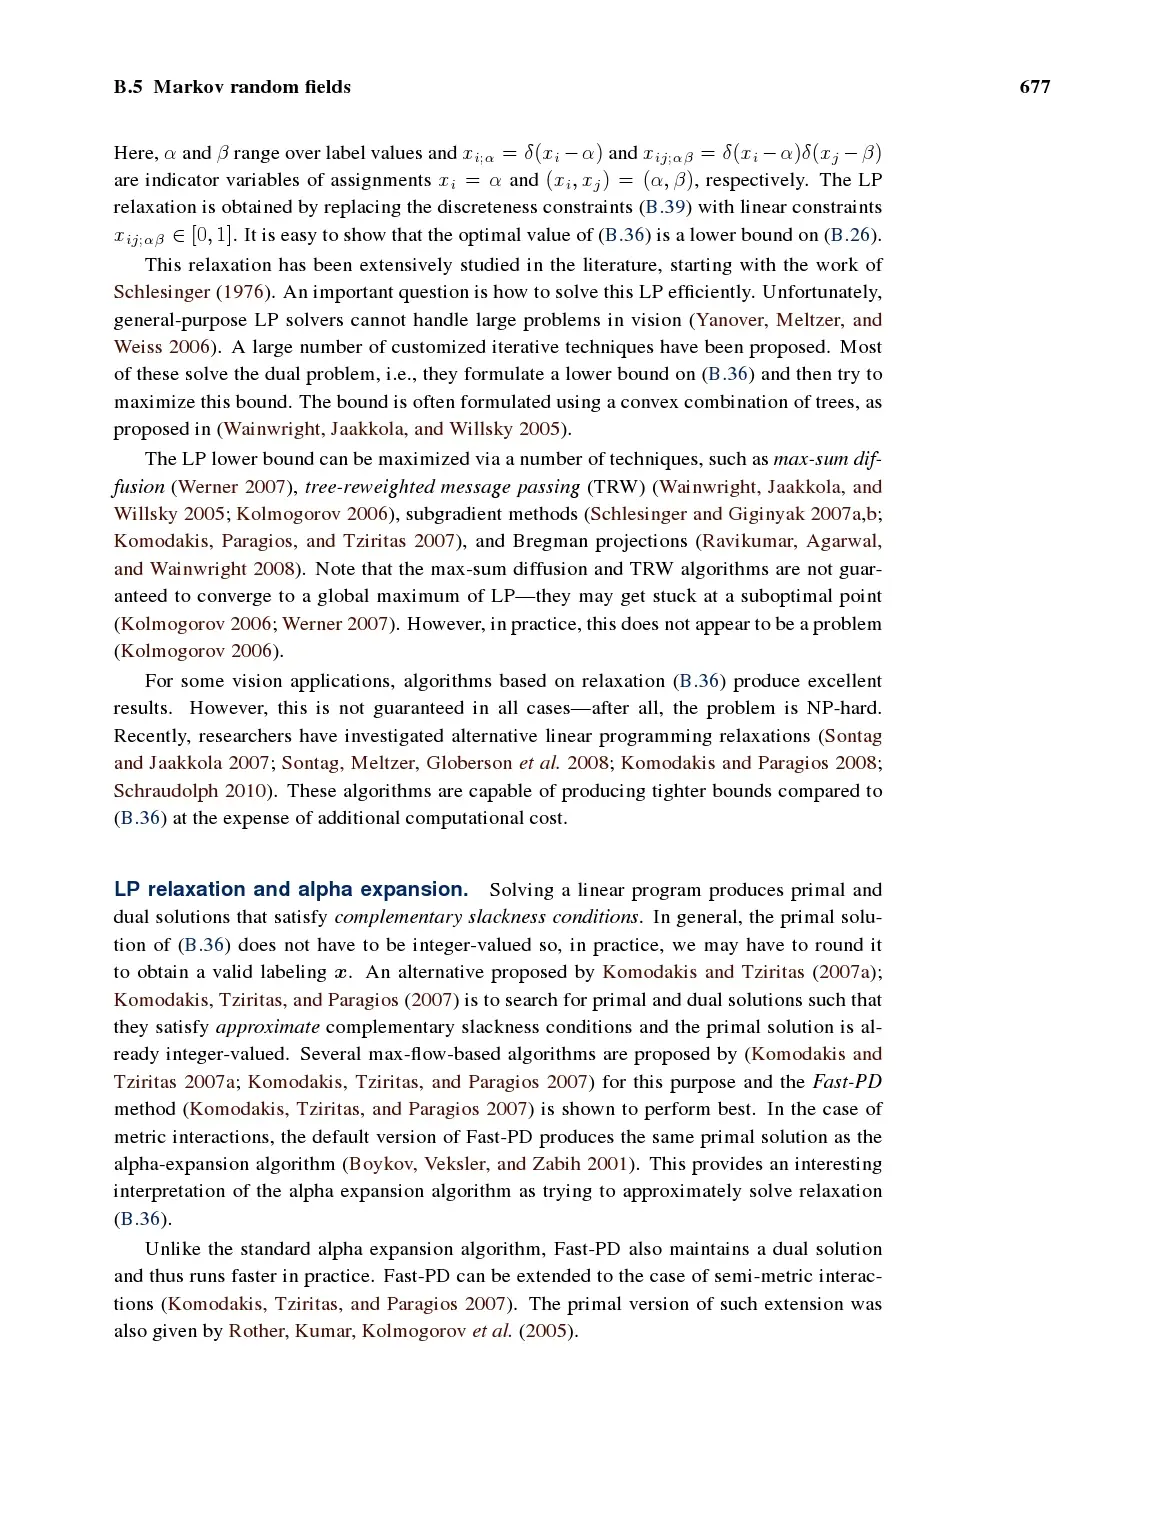 B.5 Markov random fields 677
Here, α and β range over label values and x_{i;α} = δ(x_i − α) and x_{ij;αβ} = δ(x_i − α)δ(x_j − β)
are indicator variables of assignments x_i = α and (x_i, x_j) = (α, β), respectively. The LP
relaxation is obtained by replacing the discreteness constraints (B.39) with linear constraints
x_{ij;αβ} ∈ [0, 1]. It is easy to show that the optimal value of (B.36) is a lower bound on (B.26).
This relaxation has been extensively studied in the literature, starting with the work of
Schlesinger (1976). An important question is how to solve this LP efficiently. Unfortunately,
general-purpose LP solvers cannot handle large problems in vision (Yanover, Meltzer, and
Weiss 2006). A large number of customized iterative techniques have been proposed. Most
of these solve the dual problem, i.e., they formulate a lower bound on (B.36) and then try to
maximize this bound. The bound is often formulated using a convex combination of trees, as
proposed in (Wainwright, Jaakkola, and Willsky 2005).
The LP lower bound can be maximized via a number of techniques, such as max-sum dif-
fusion (Werner 2007), tree-reweighted message passing (TRW) (Wainwright, Jaakkola, and
Willsky 2005; Kolmogorov 2006), subgradient methods (Schlesinger and Giginyak 2007a,b;
Komodakis, Paragios, and Tziritas 2007), and Bregman projections (Ravikumar, Agarwal,
and Wainwright 2008). Note that the max-sum diffusion and TRW algorithms are not guar-
anteed to converge to a global maximum of LP—they may get stuck at a suboptimal point
(Kolmogorov 2006; Werner 2007). However, in practice, this does not appear to be a problem
(Kolmogorov 2006).
For some vision applications, algorithms based on relaxation (B.36) produce excellent
results. However, this is not guaranteed in all cases—after all, the problem is NP-hard.
Recently, researchers have investigated alternative linear programming relaxations (Sontag
and Jaakkola 2007; Sontag, Meltzer, Globerson et al. 2008; Komodakis and Paragios 2008;
Schraudolph 2010). These algorithms are capable of producing tighter bounds compared to
(B.36) at the expense of additional computational cost.
LP relaxation and alpha expansion. Solving a linear program produces primal and
dual solutions that satisfy complementary slackness conditions. In general, the primal solu-
tion of (B.36) does not have to be integer-valued so, in practice, we may have to round it
to obtain a valid labeling x. An alternative proposed by Komodakis and Tziritas (2007a);
Komodakis, Tziritas, and Paragios (2007) is to search for primal and dual solutions such that
they satisfy approximate complementary slackness conditions and the primal solution is al-
ready integer-valued. Several max-flow-based algorithms are proposed by (Komodakis and
Tziritas 2007a; Komodakis, Tziritas, and Paragios 2007) for this purpose and the Fast-PD
method (Komodakis, Tziritas, and Paragios 2007) is shown to perform best. In the case of
metric interactions, the default version of Fast-PD produces the same primal solution as the
alpha-expansion algorithm (Boykov, Veksler, and Zabih 2001). This provides an interesting
interpretation of the alpha expansion algorithm as trying to approximately solve relaxation
(B.36).
Unlike the standard alpha expansion algorithm, Fast-PD also maintains a dual solution
and thus runs faster in practice. Fast-PD can be extended to the case of semi-metric interac-
tions (Komodakis, Tziritas, and Paragios 2007). The primal version of such extension was
also given by Rother, Kumar, Kolmogorov et al. (2005).